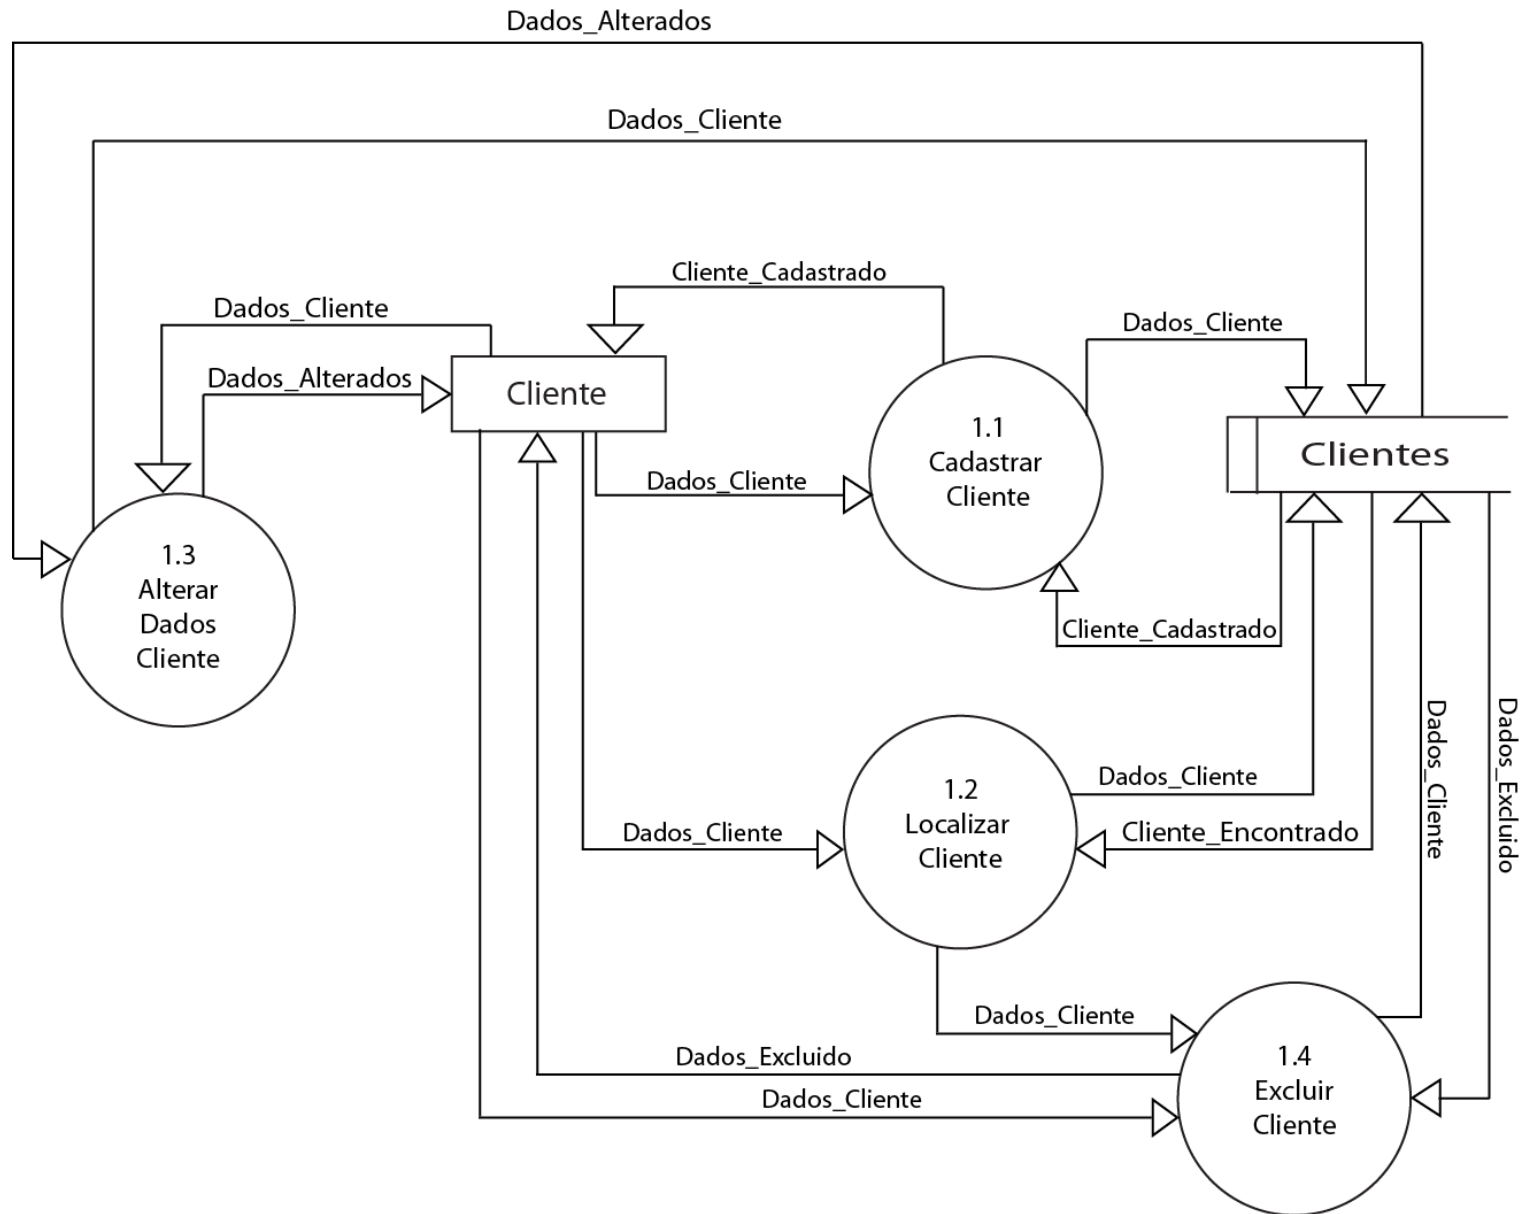 Dados_Alterados
Dados_Cliente
Cliente_Cadastrado
Dados_Cliente
Dados_Cliente
Dados_Alterados
Cliente
1.1
Cadastrar
Cliente
Clientes
Dados_Cliente
1.3
Alterar
Dados
Cliente
Cliente_Cadastrado
Dados_Cliente
Dados_Excluido
1.2
Localizar
Cliente
Dados_Cliente
Dados_Cliente
Cliente_Encontrado
Dados_Cliente
Dados_Excluido
Dados_Cliente
1.4
Excluir
Cliente